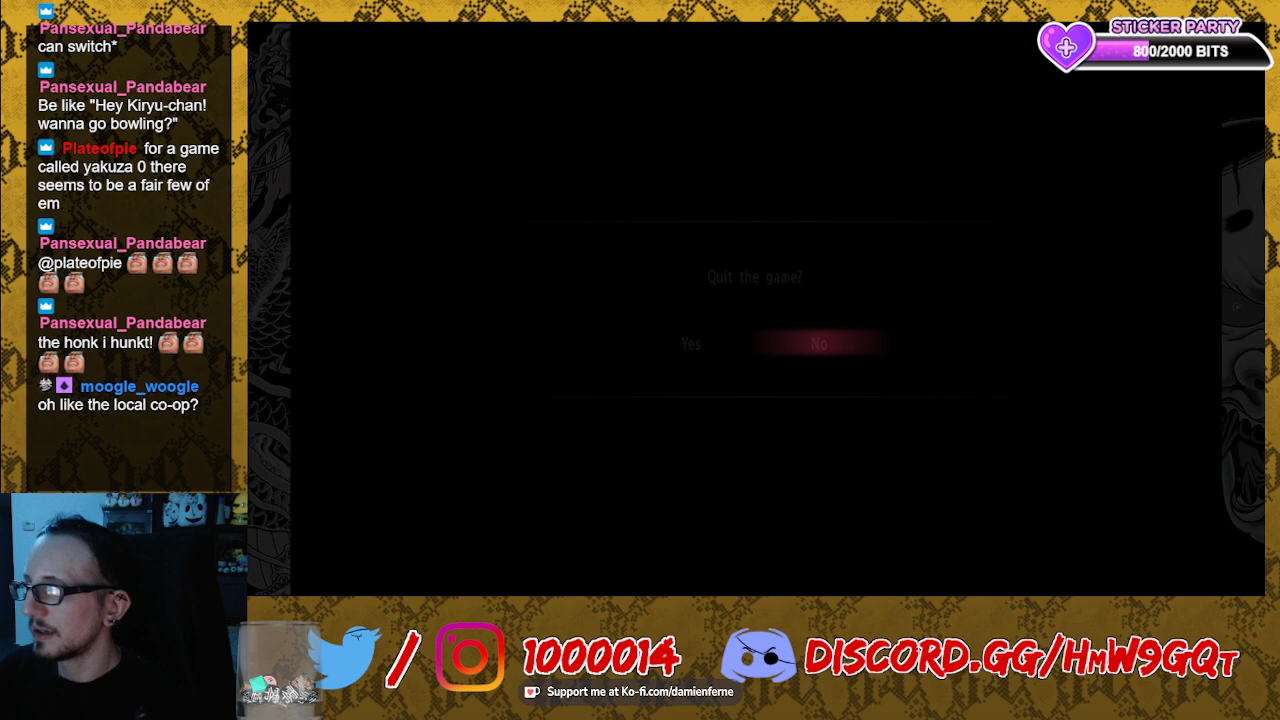 Pansexual_Pandabear
can switch*
Pansexual_Pandabear
Be like "Hey Kiryu-chan!
wanna go bowling?"
Plateofpie for a game
called yakuza 0 there
seems to be a fair few of
em
Pansexual_Pandabear
@plateofpie
Pansexual_Pandabear
the honk i hunkt!
参 moogle_woogle
oh like the local co-op?
STICKER PARTY
800/2000 BITS
Quit the game?
Yes No
/ 1000014 DISCORD.GG/HmW9GQT
Support me at Ko-fi.com/damienferne